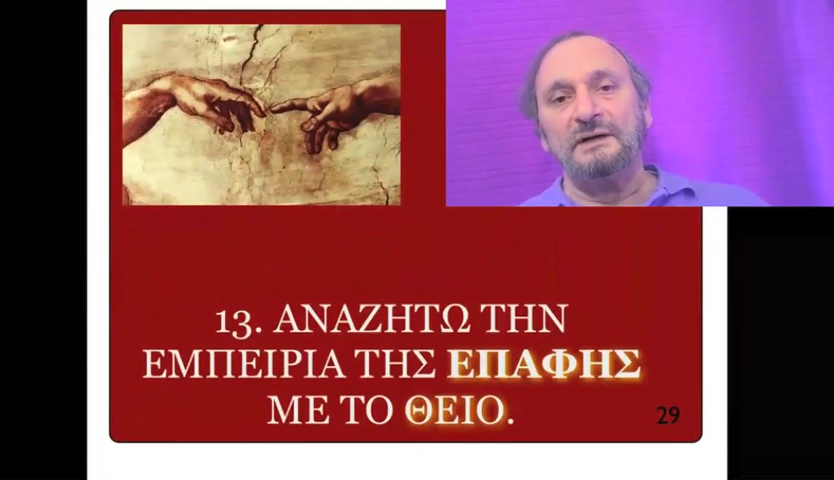 13. ΑΝΑΖΗΤΩ ΤΗΝ
ΕΜΠΕΙΡΙΑ ΤΗΣ ΕΠΑΦΗΣ
ΜΕ ΤΟ ΘΕΙΟ.
29